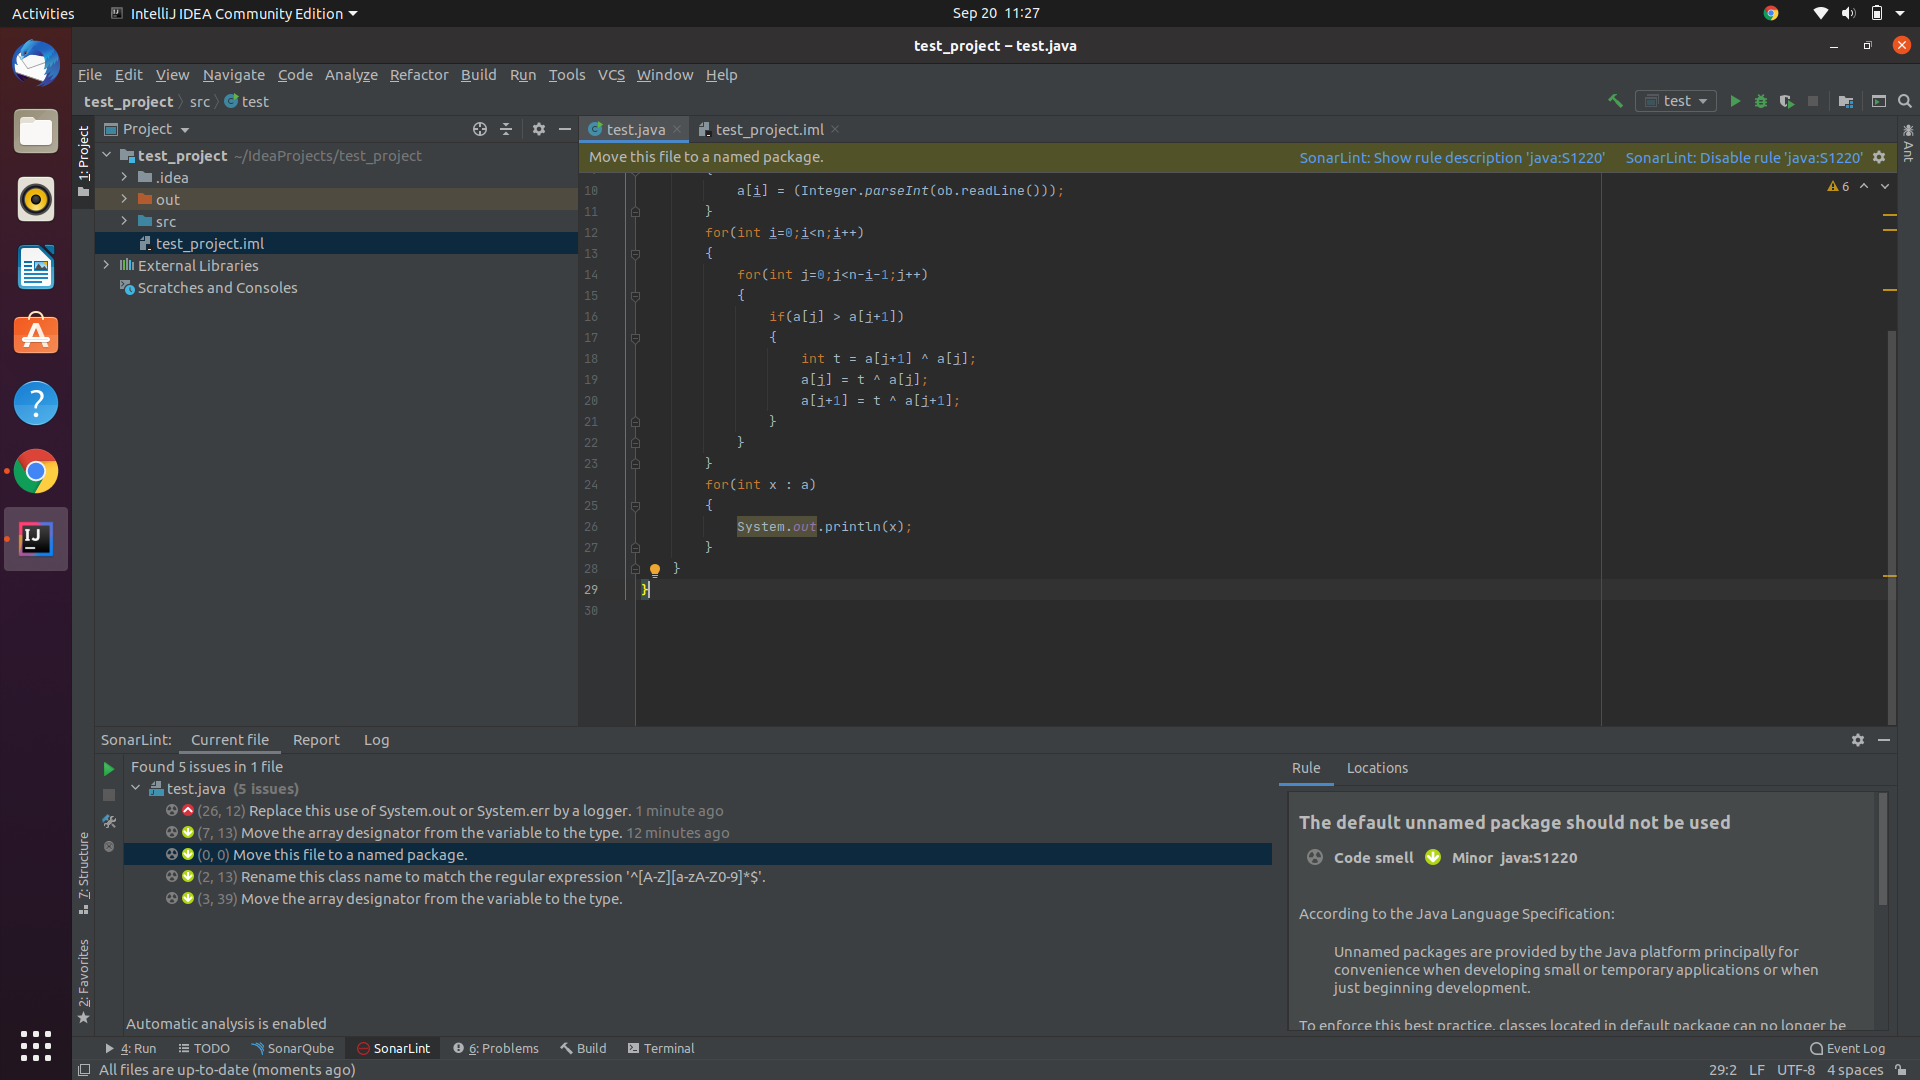 Activities IntelliJ IDEA Community Edition Sep 20 11:27
test_project – test.java
File Edit View Navigate Code Analyze Refactor Build Run Tools VCS Window Help
test_project src test test
Project test.java test_project.iml
Move this file to a named package. SonarLint: Show rule description 'java:S1220' SonarLint: Disable rule 'java:S1220'
1: Project
Ant
test_project ~/IdeaProjects/test_project
.idea
out
src
test_project.iml
External Libraries
Scratches and Consoles
6
10 a[i] = (Integer.parseInt(ob.readLine()));
11 }
12 for(int i=0;i<n;i++)
13 {
14 for(int j=0;j<n-i-1;j++)
15 {
16 if(a[j] > a[j+1])
17 {
18 int t = a[j+1] ^ a[j];
19 a[j] = t ^ a[j];
20 a[j+1] = t ^ a[j+1];
21 }
22 }
23 }
24 for(int x : a)
25 {
26 System.out.println(x);
27 }
28 }
29 }
30
SonarLint: Current file Report Log
Found 5 issues in 1 file
test.java (5 issues)
(26, 12) Replace this use of System.out or System.err by a logger. 1 minute ago
(7, 13) Move the array designator from the variable to the type. 12 minutes ago
(0, 0) Move this file to a named package.
(2, 13) Rename this class name to match the regular expression '^[A-Z][a-zA-Z0-9]*$'.
(3, 39) Move the array designator from the variable to the type.
Automatic analysis is enabled
Rule Locations
The default unnamed package should not be used
Code smell Minor java:S1220
According to the Java Language Specification:
Unnamed packages are provided by the Java platform principally for
convenience when developing small or temporary applications or when
just beginning development.
To enforce this best practice, classes located in default package can no longer be
7: Structure
2: Favorites
4: Run TODO SonarQube SonarLint 6: Problems Build Terminal Event Log
All files are up-to-date (moments ago) 29:2 LF UTF-8 4 spaces